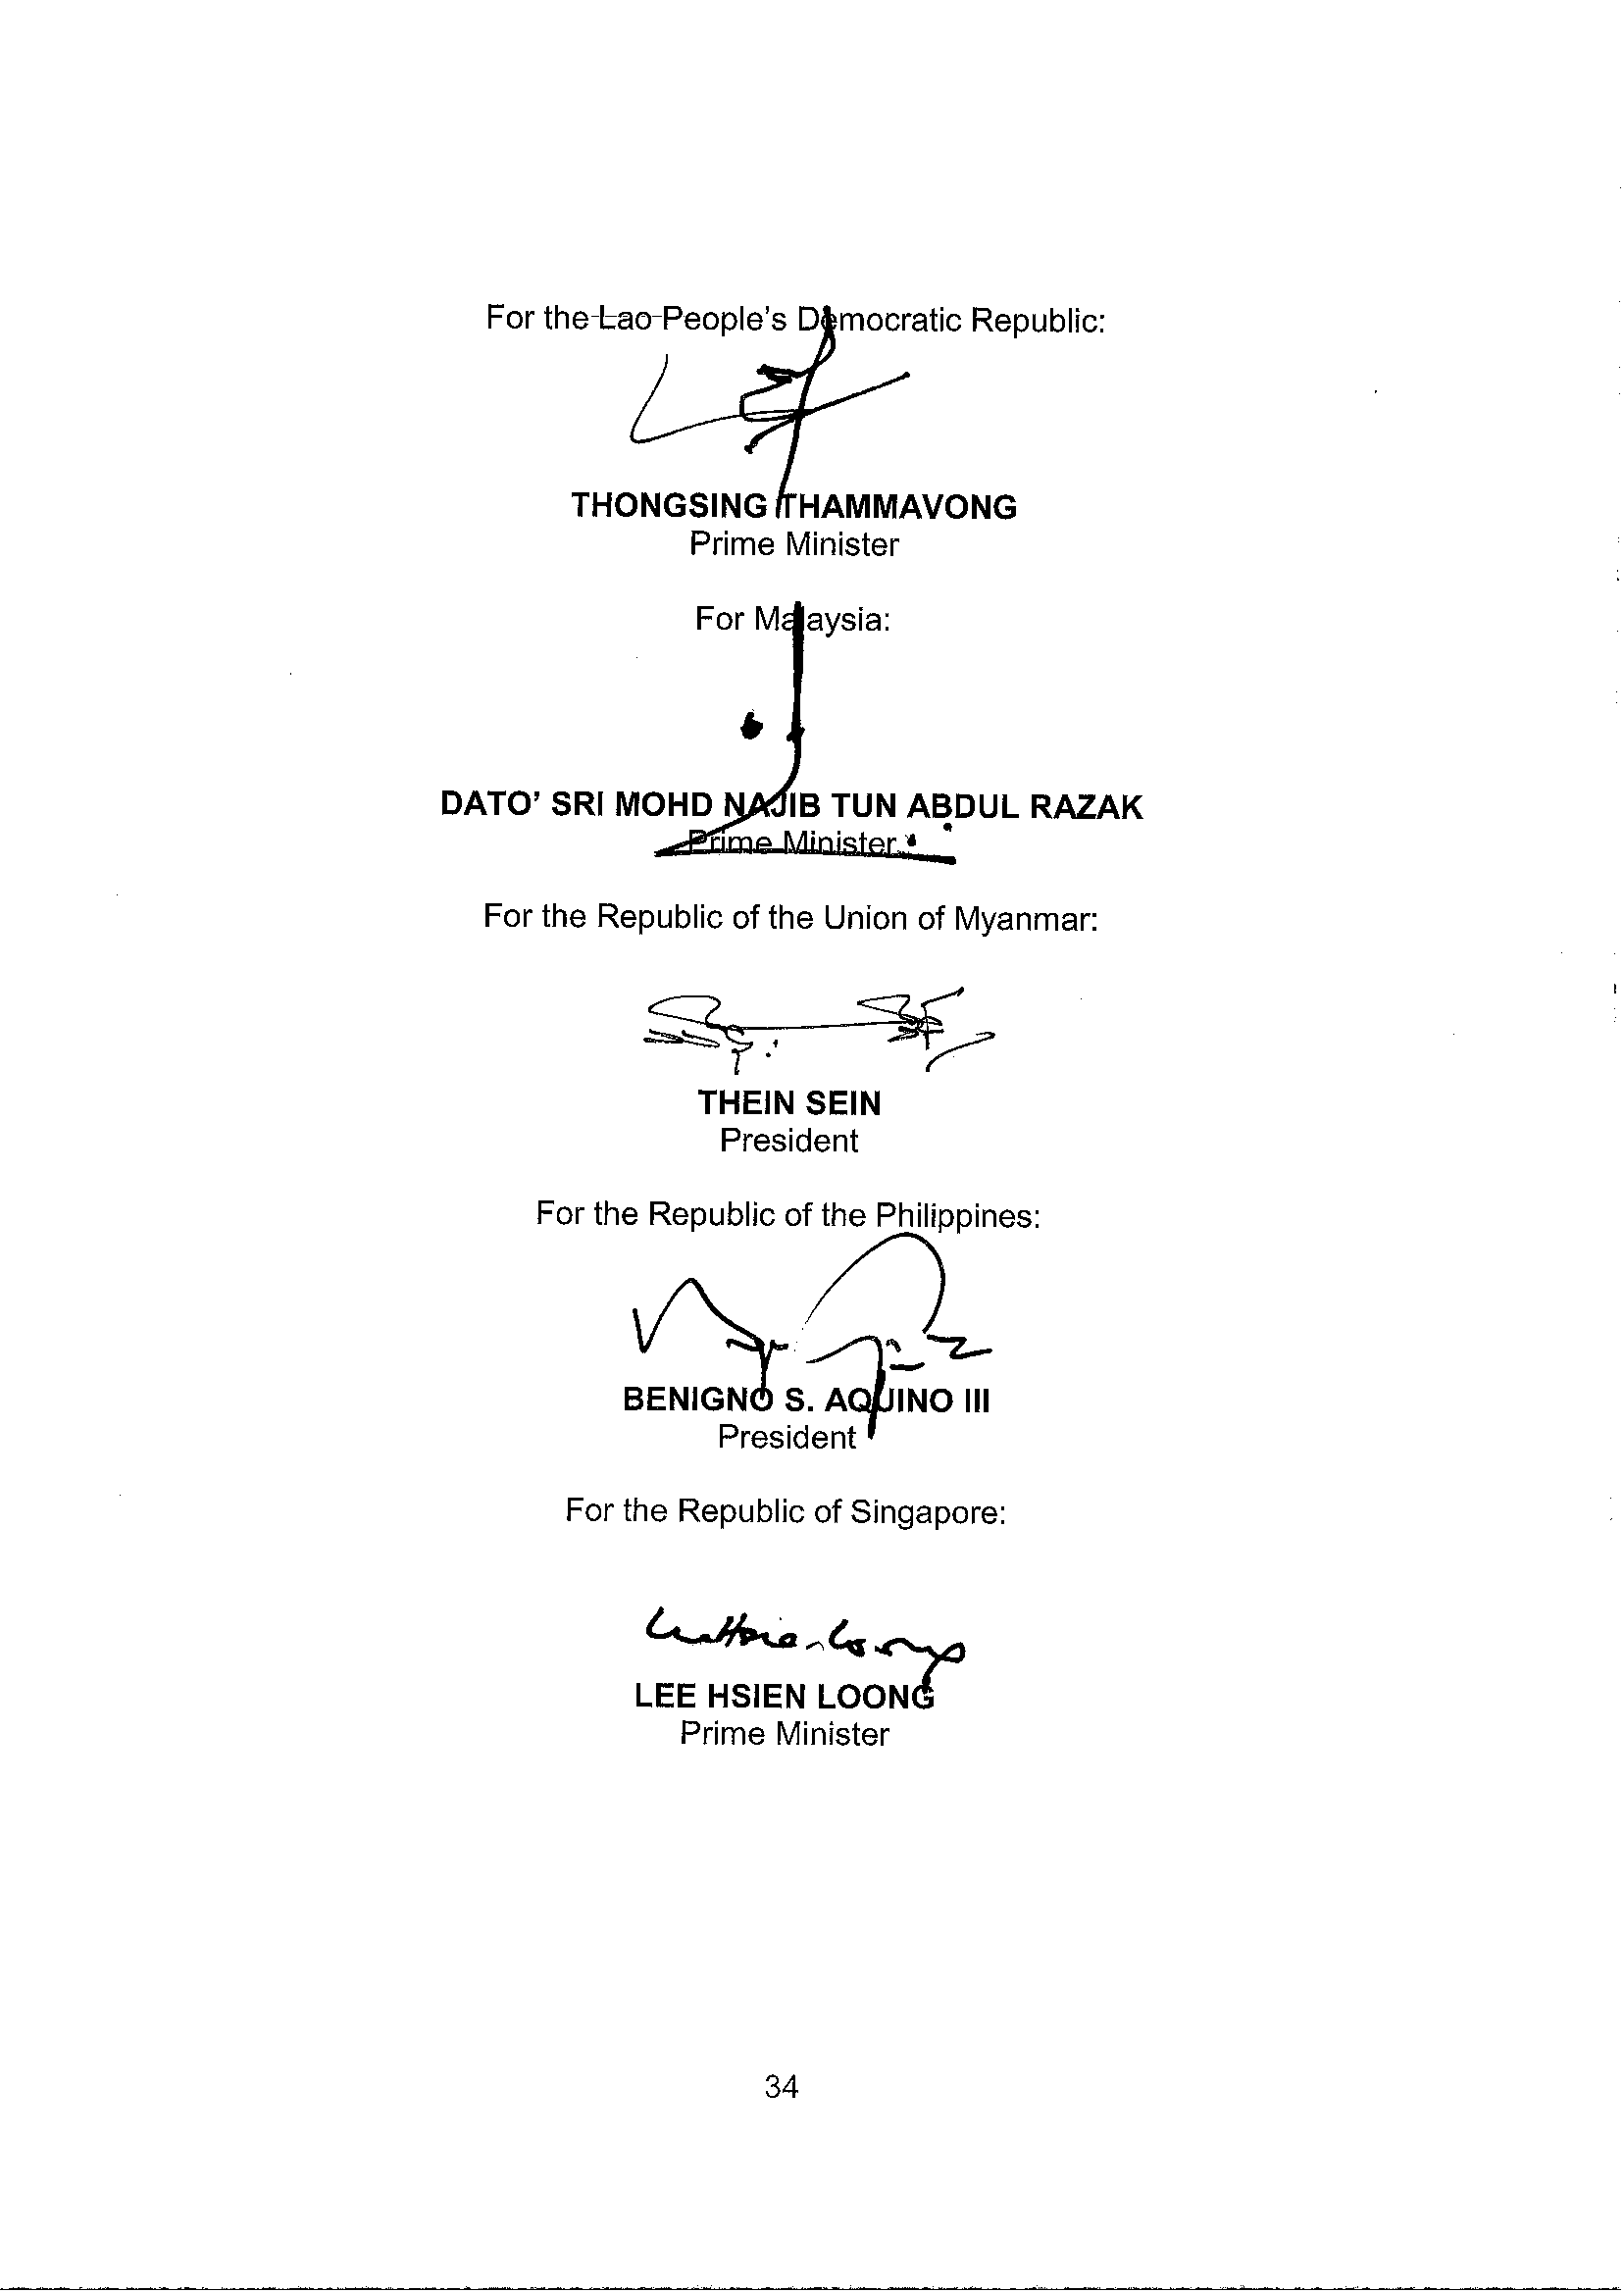 For the Lao People's Democratic Republic:
THONGSING THAMMAVONG
Prime Minister
For Malaysia:
DATO' SRI MOHD NAJIB TUN ABDUL RAZAK
Prime Minister
For the Republic of the Union of Myanmar:
THEIN SEIN
President
For the Republic of the Philippines:
BENIGNO S. AQUINO III
President
For the Republic of Singapore:
LEE HSIEN LOONG
Prime Minister
34